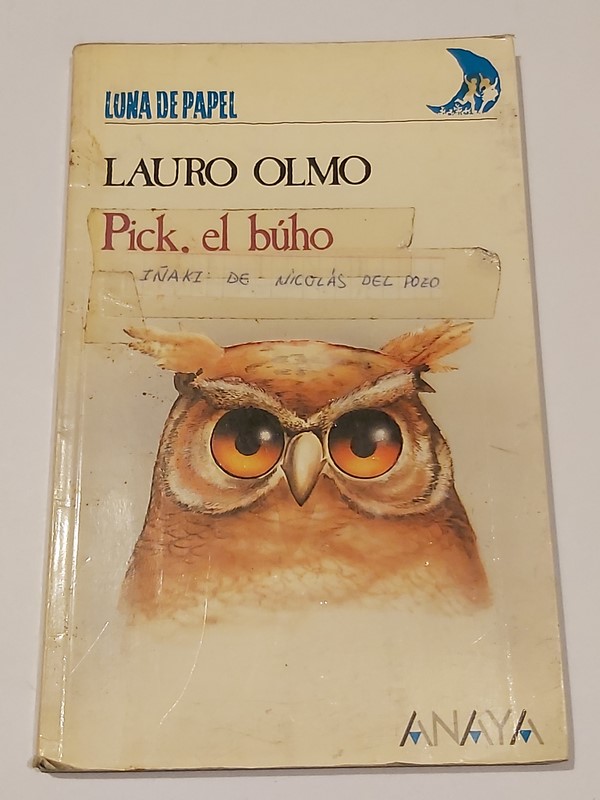 LUNA DE PAPEL
LAURO OLMO
Pick, el búho
IÑAKI DE NICOLÁS DEL POZO
ANAYA